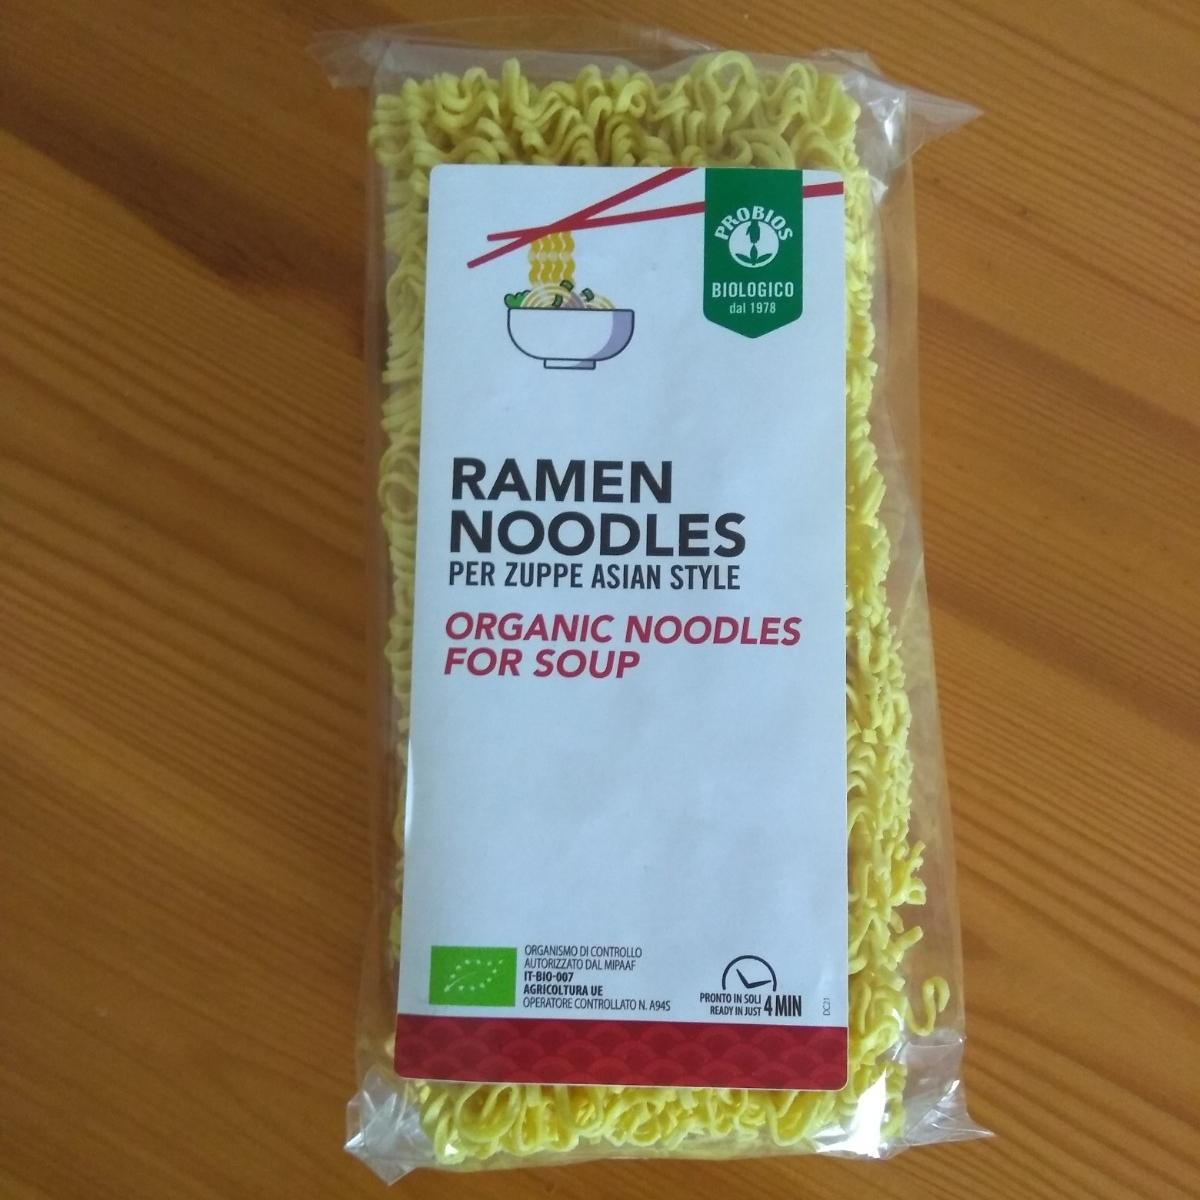 PROBIOS
BIOLOGICO
dal 1978
RAMEN
NOODLES
PER ZUPPE ASIAN STYLE
ORGANIC NOODLES
FOR SOUP
ORGANISMO DI CONTROLLO
AUTORIZZATO DAL MIPAAF
IT-BIO-007
AGRICOLTURA UE
OPERATORE CONTROLLATO N. A94S
PRONTO IN SOLI
READY IN JUST 4 MIN
DC21